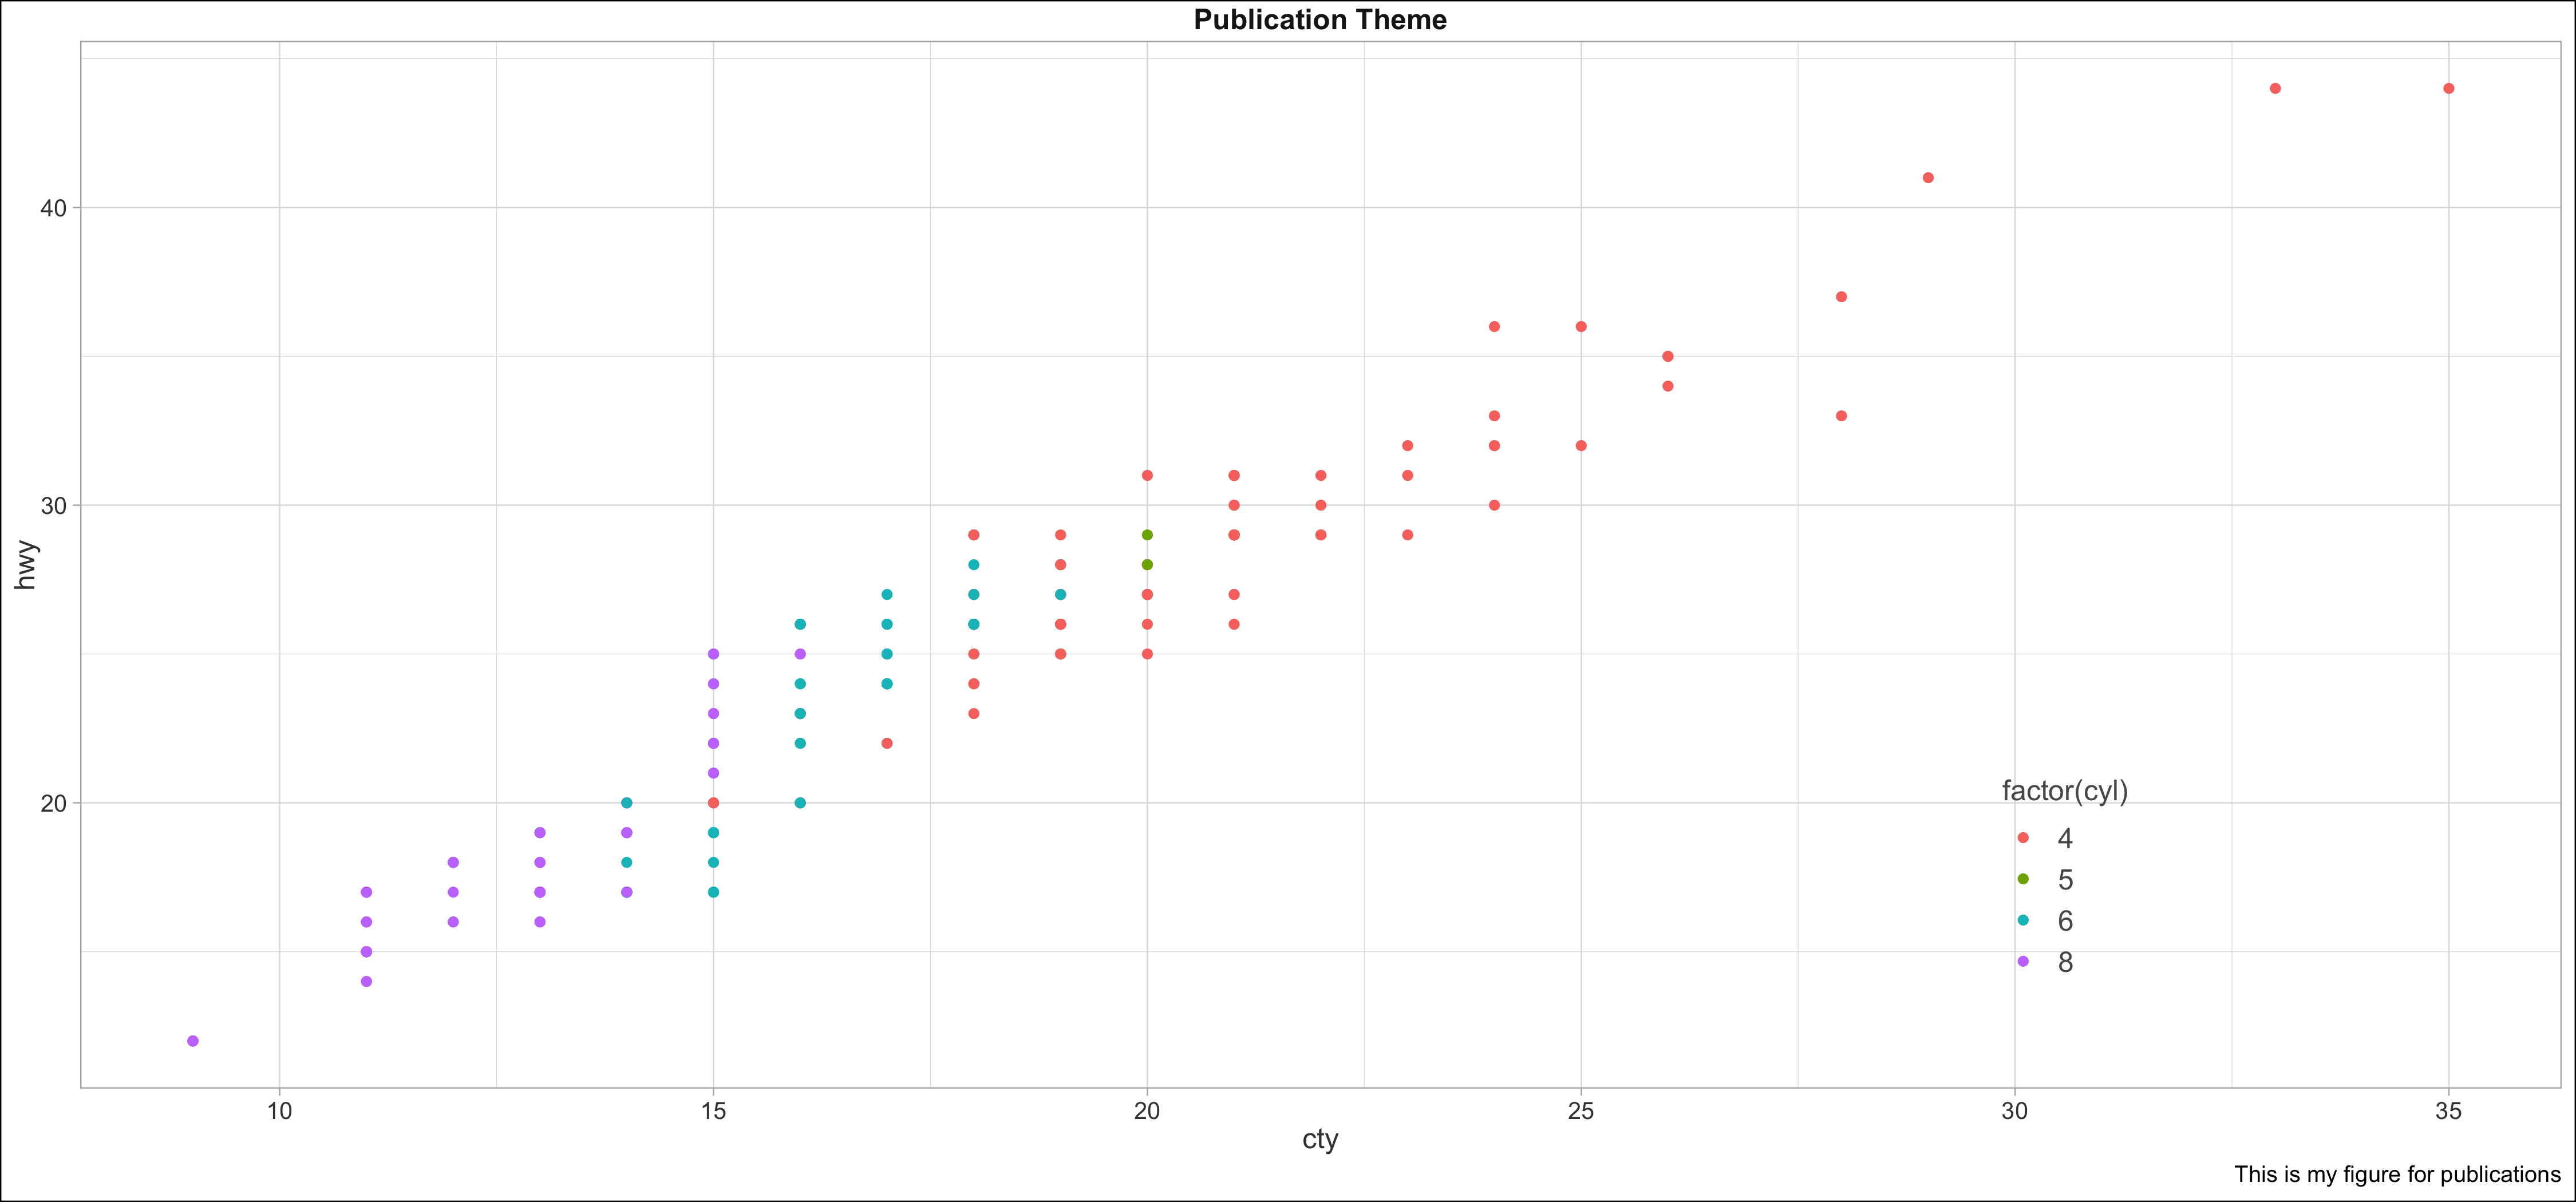 Publication Theme
40
30
20
hwy
factor(cyl)
4
5
6
8
10 15 20 25 30 35
cty
This is my figure for publications